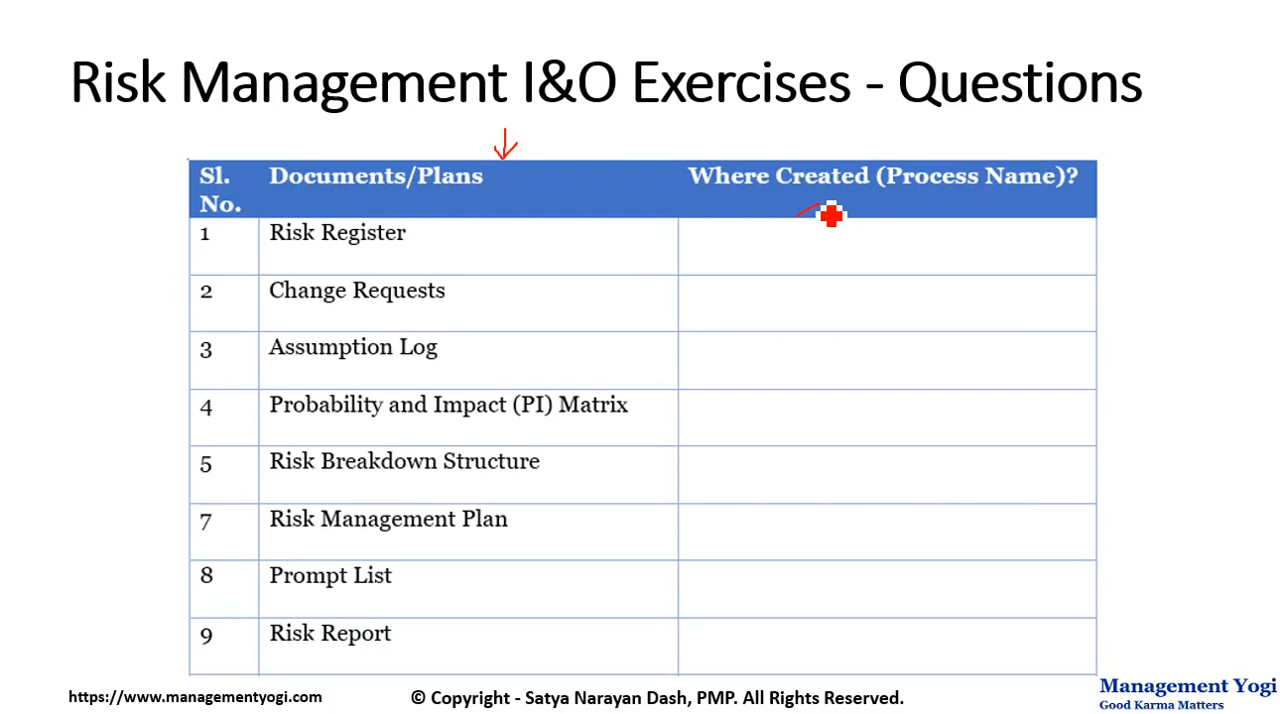 Risk Management I&O Exercises - Questions
Sl. No. Documents/Plans Where Created (Process Name)?
1 Risk Register
2 Change Requests
3 Assumption Log
4 Probability and Impact (PI) Matrix
5 Risk Breakdown Structure
7 Risk Management Plan
8 Prompt List
9 Risk Report
https://www.managementyogi.com © Copyright - Satya Narayan Dash, PMP. All Rights Reserved. Management Yogi
Good Karma Matters